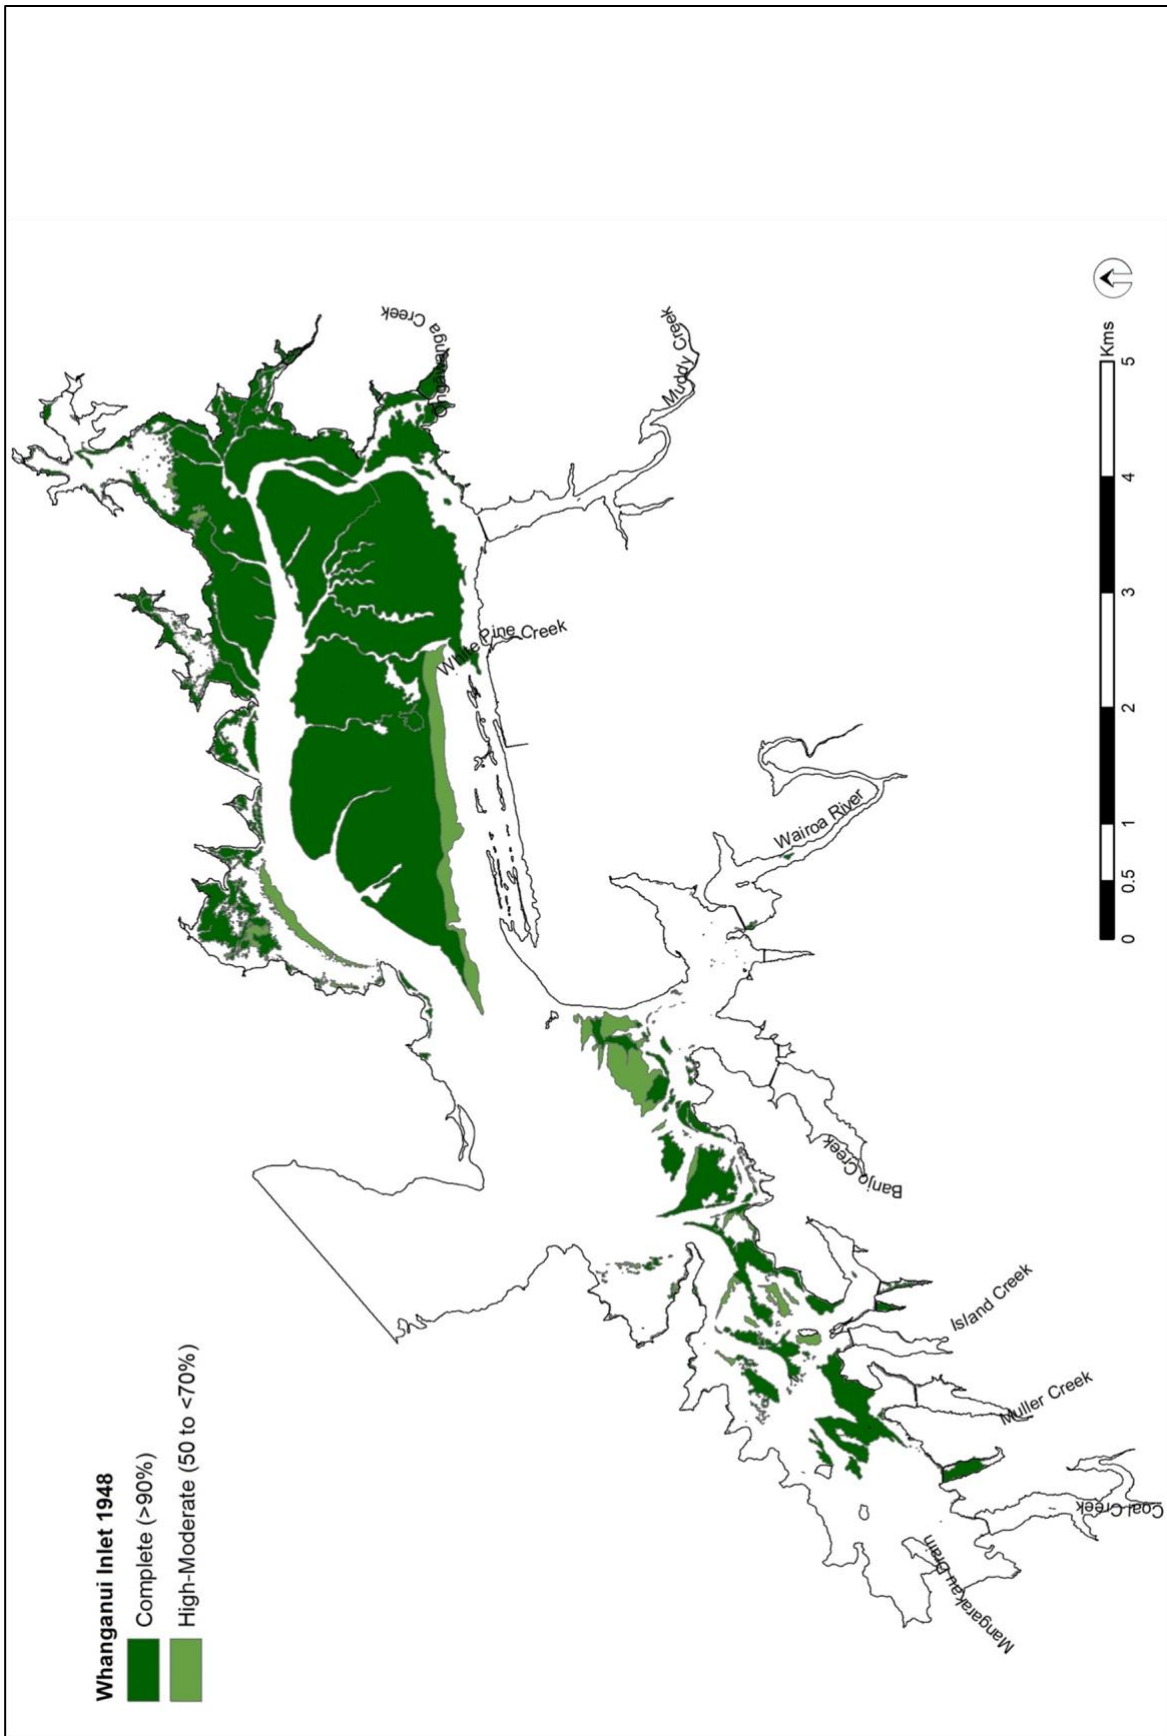 Whanganui Inlet 1948
Complete (>90%)
High-Moderate (50 to <70%)
Creek
Muddy Creek
White Pine Creek
Wairoa River
Banjo Creek
Island Creek
Muller Creek
Coal Creek
Mangarakau Drain
0 0.5 1 2 3 4 5
Kms